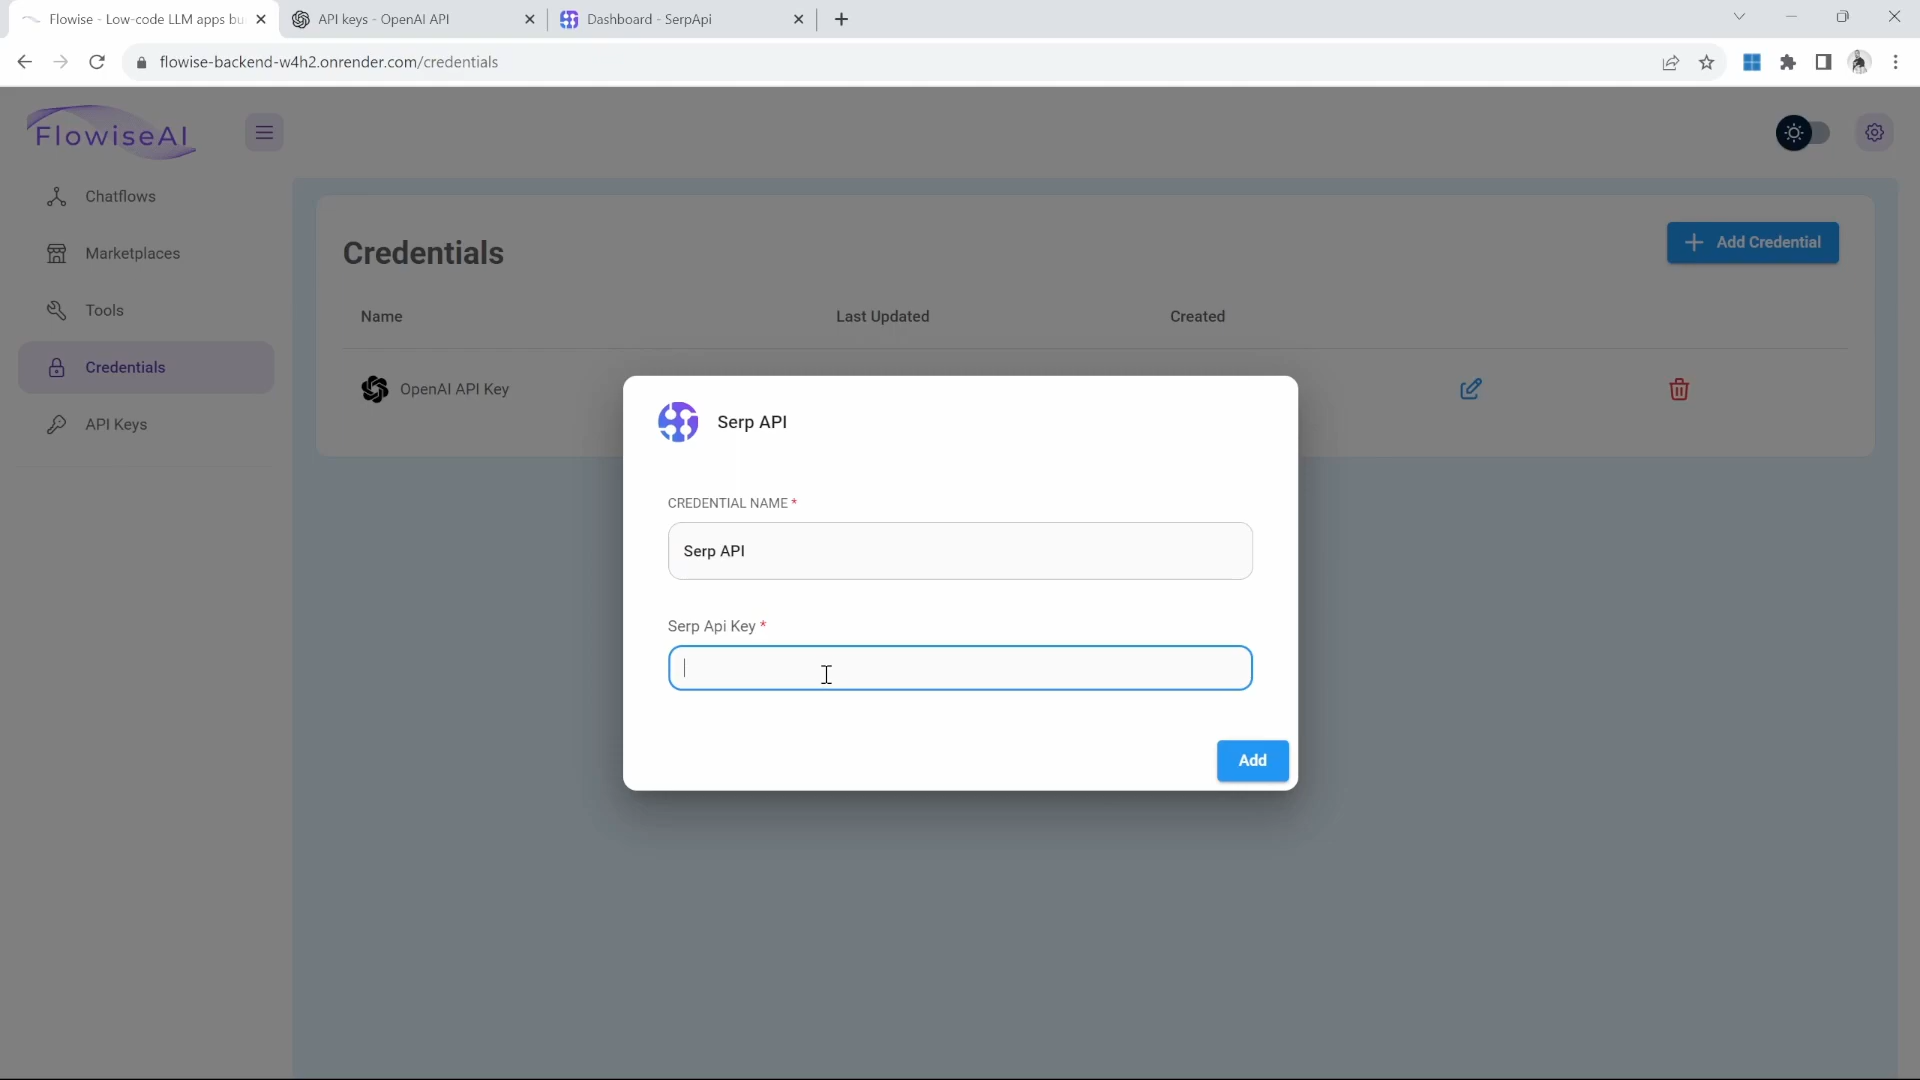 Flowise - Low-code LLM apps bu
API keys - OpenAI API
Dashboard - SerpApi
flowise-backend-w4h2.onrender.com/credentials
FlowiseAI
Chatflows
Marketplaces
Tools
Credentials
API Keys
Credentials
Add Credential
Name
Last Updated
Created
OpenAI API Key
Serp API
CREDENTIAL NAME *
Serp API
Serp Api Key *
Add